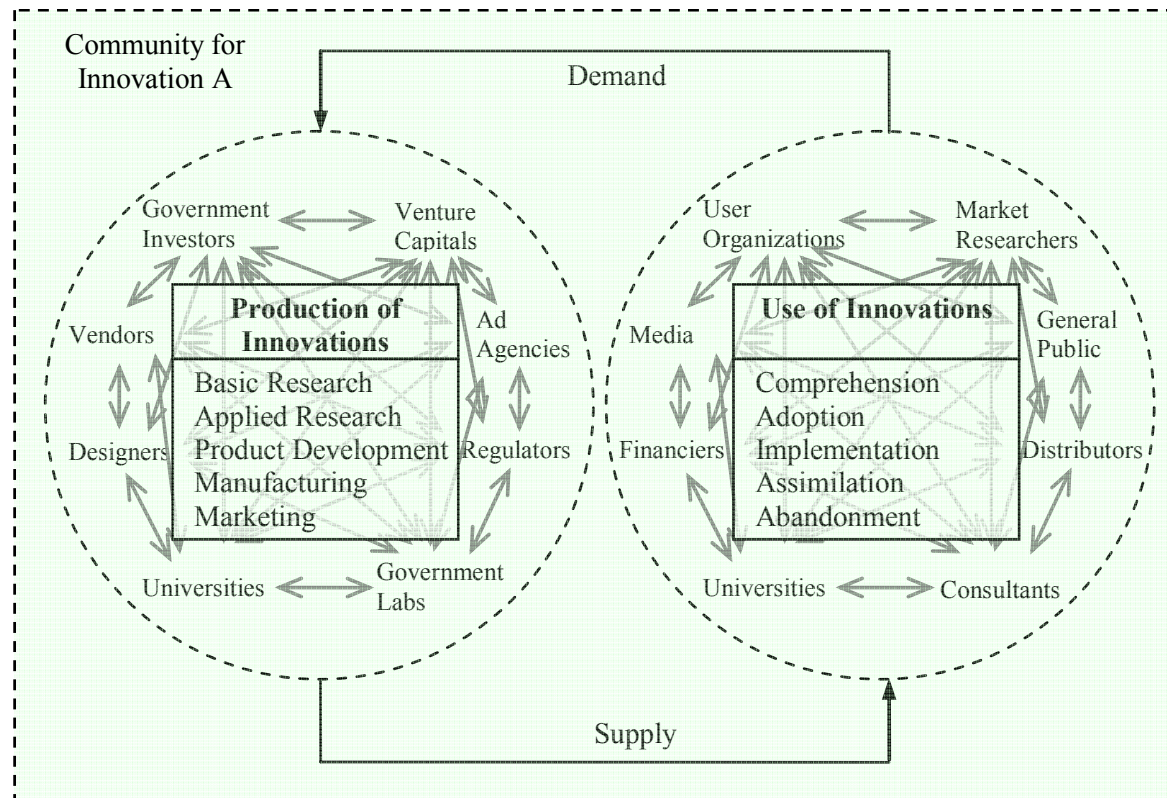 Community for
Innovation A
Demand
Government
Investors
Venture
Capitals
Vendors
Ad
Agencies
Production of
Innovations
Basic Research
Applied Research
Product Development
Manufacturing
Marketing
Designers
Regulators
Universities
Government
Labs
User
Organizations
Market
Researchers
Media
General
Public
Use of Innovations
Comprehension
Adoption
Implementation
Assimilation
Abandonment
Financiers
Distributors
Universities
Consultants
Supply